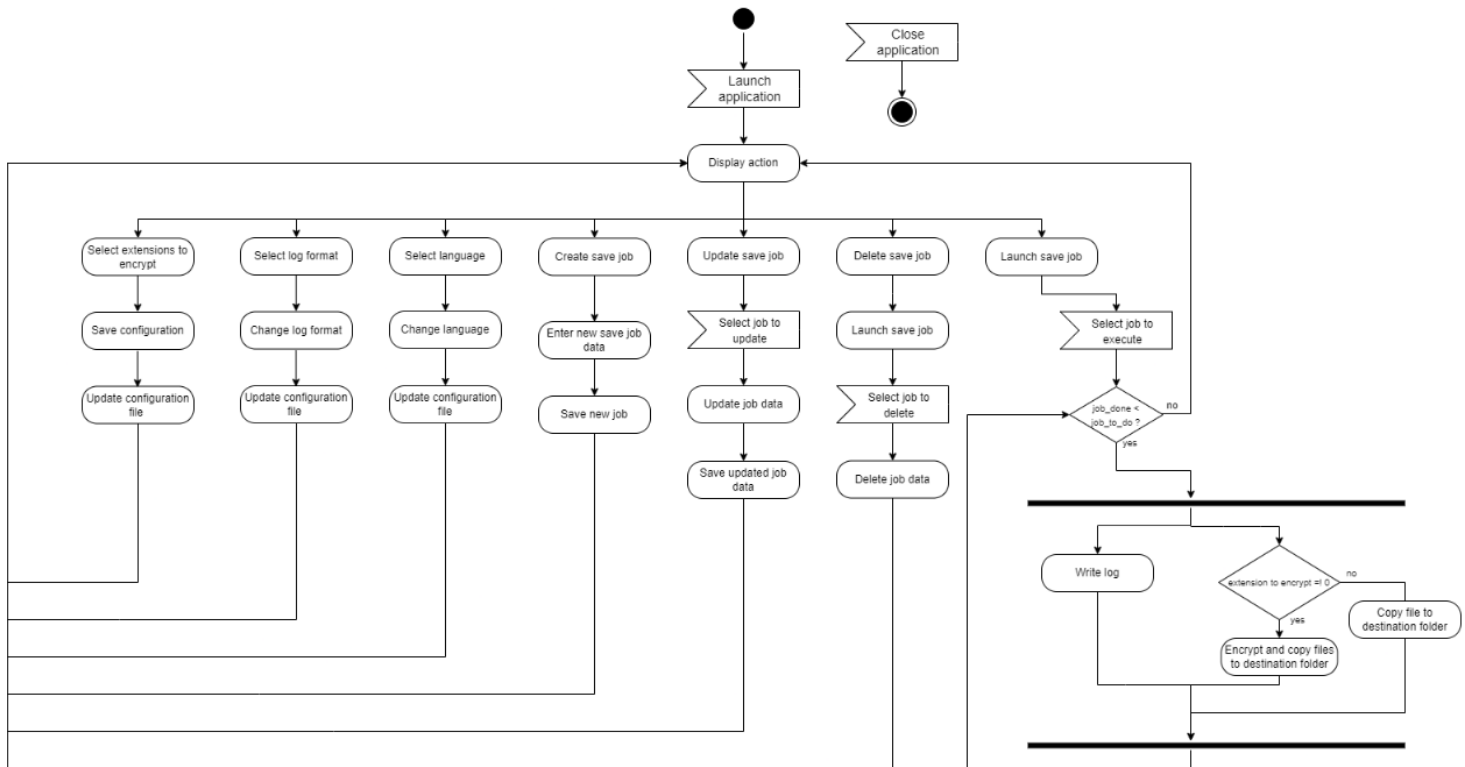 Launch
application
Close
application
Display action
Select extensions to
encrypt
Select log format
Select language
Create save job
Update save job
Delete save job
Launch save job
Save configuration
Change log format
Change language
Enter new save job
data
Select job to
update
Launch save job
Select job to
execute
Update configuration
file
Update configuration
file
Update configuration
file
Save new job
Update job data
Select job to
delete
job_done <
job_to_do ?
no
yes
Save updated job
data
Delete job data
Write log
extension to encrypt =! 0
no
yes
Copy file to
destination folder
Encrypt and copy files
to destination folder